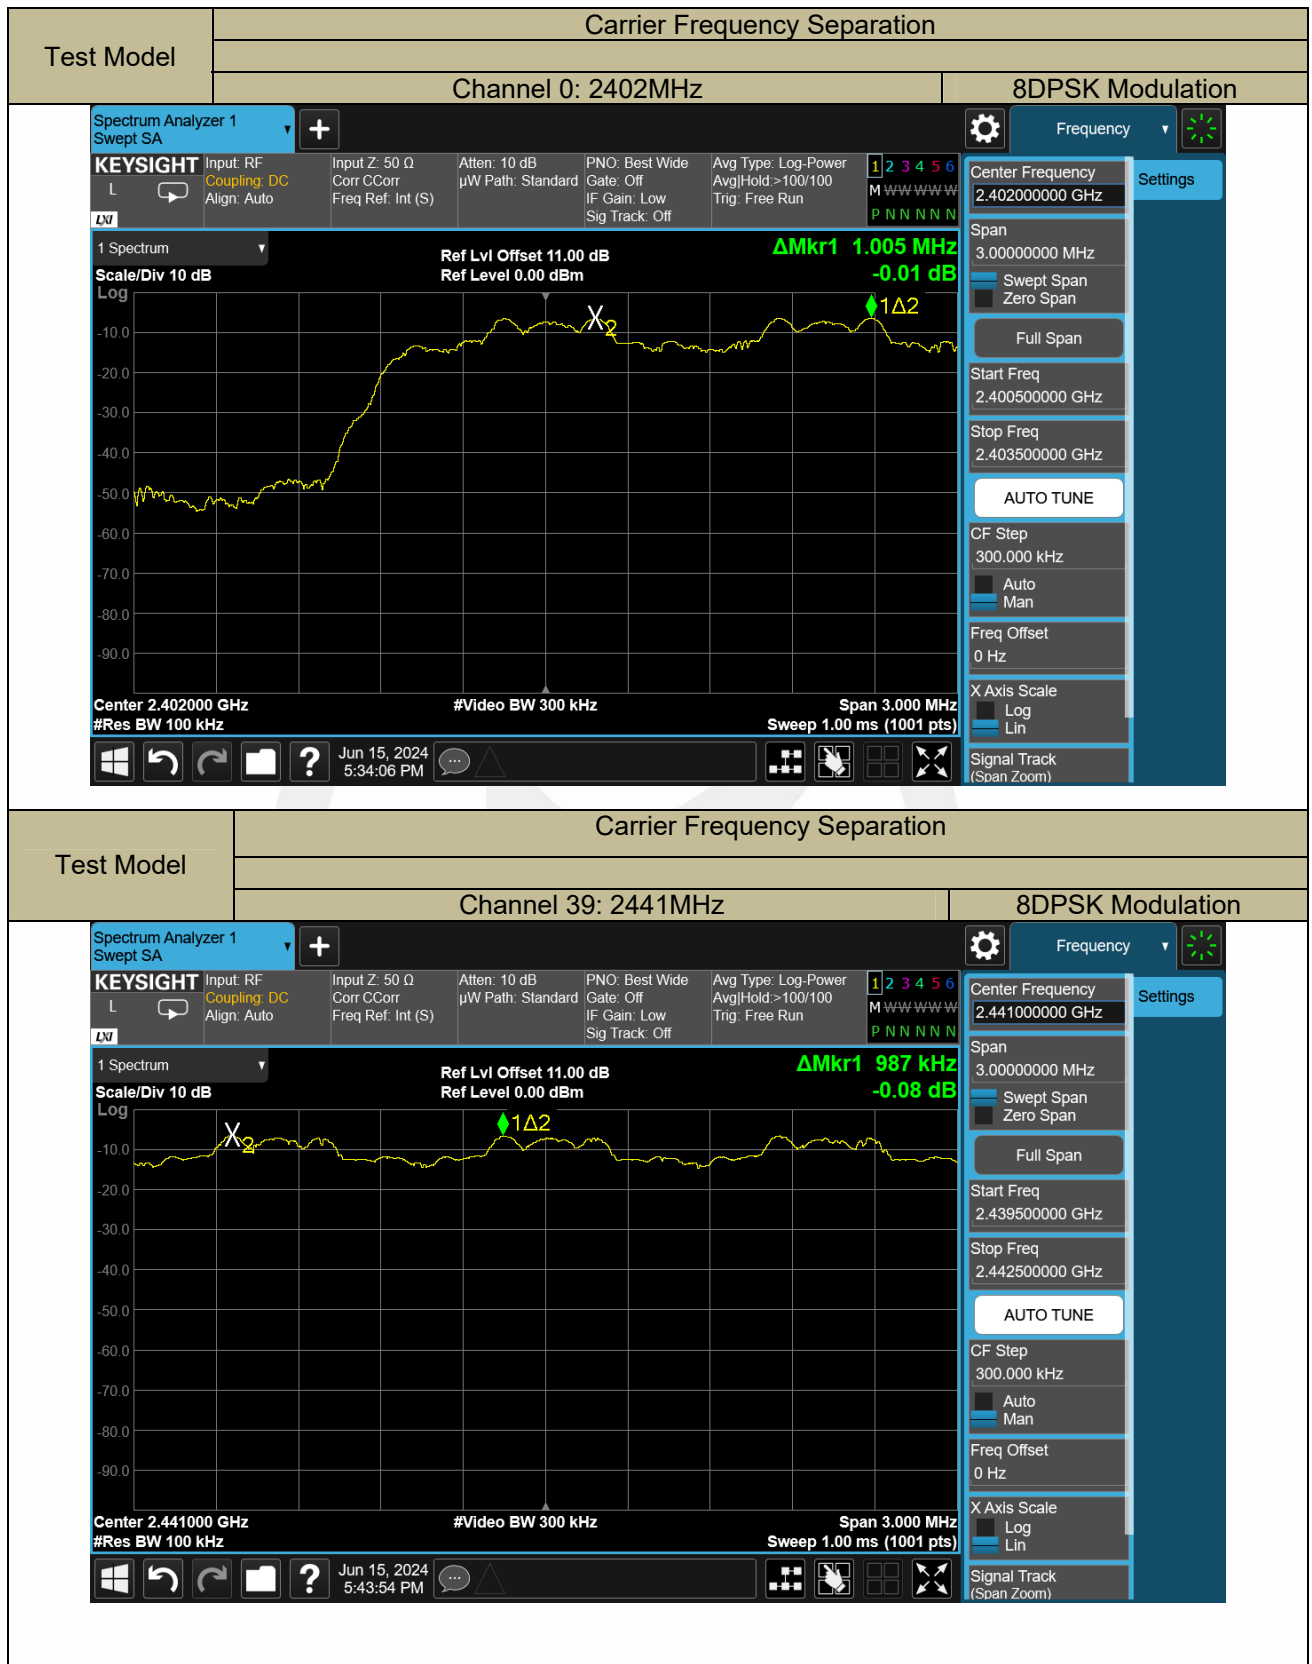 Test Model
Carrier Frequency Separation
Channel 0: 2402MHz
8DPSK Modulation
Spectrum Analyzer 1
Swept SA
Frequency
KEYSIGHT
L
LXI
Input: RF
Coupling: DC
Align: Auto
Input Z: 50 Ω
Corr CCorr
Freq Ref: Int (S)
Atten: 10 dB
µW Path: Standard
PNO: Best Wide
Gate: Off
IF Gain: Low
Sig Track: Off
Avg Type: Log-Power
Avg|Hold:>100/100
Trig: Free Run
1 2 3 4 5 6
M W W W W W
P N N N N N
Center Frequency
2.402000000 GHz
Settings
Span
3.00000000 MHz
Swept Span
Zero Span
Full Span
Start Freq
2.400500000 GHz
Stop Freq
2.403500000 GHz
AUTO TUNE
CF Step
300.000 kHz
Auto
Man
Freq Offset
0 Hz
X Axis Scale
Log
Lin
Signal Track
(Span Zoom)
1 Spectrum
Scale/Div 10 dB
Ref Lvl Offset 11.00 dB
Ref Level 0.00 dBm
ΔMkr1 1.005 MHz
-0.01 dB
Log
X2
1Δ2
-10.0
-20.0
-30.0
-40.0
-50.0
-60.0
-70.0
-80.0
-90.0
Center 2.402000 GHz
#Res BW 100 kHz
#Video BW 300 kHz
Span 3.000 MHz
Sweep 1.00 ms (1001 pts)
Jun 15, 2024
5:34:06 PM
Test Model
Carrier Frequency Separation
Channel 39: 2441MHz
8DPSK Modulation
Spectrum Analyzer 1
Swept SA
Frequency
KEYSIGHT
L
LXI
Input: RF
Coupling: DC
Align: Auto
Input Z: 50 Ω
Corr CCorr
Freq Ref: Int (S)
Atten: 10 dB
µW Path: Standard
PNO: Best Wide
Gate: Off
IF Gain: Low
Sig Track: Off
Avg Type: Log-Power
Avg|Hold:>100/100
Trig: Free Run
1 2 3 4 5 6
M W W W W W
P N N N N N
Center Frequency
2.441000000 GHz
Settings
Span
3.00000000 MHz
Swept Span
Zero Span
Full Span
Start Freq
2.439500000 GHz
Stop Freq
2.442500000 GHz
AUTO TUNE
CF Step
300.000 kHz
Auto
Man
Freq Offset
0 Hz
X Axis Scale
Log
Lin
Signal Track
(Span Zoom)
1 Spectrum
Scale/Div 10 dB
Ref Lvl Offset 11.00 dB
Ref Level 0.00 dBm
ΔMkr1 987 kHz
-0.08 dB
Log
X2
1Δ2
-10.0
-20.0
-30.0
-40.0
-50.0
-60.0
-70.0
-80.0
-90.0
Center 2.441000 GHz
#Res BW 100 kHz
#Video BW 300 kHz
Span 3.000 MHz
Sweep 1.00 ms (1001 pts)
Jun 15, 2024
5:43:54 PM